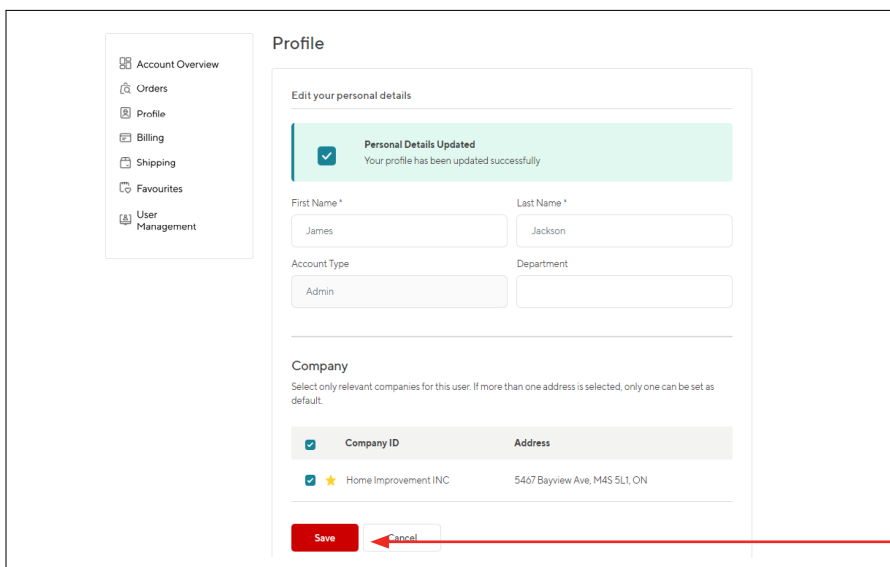 Profile
Account Overview
Orders
Profile
Billing
Shipping
Favourites
User
Management
Edit your personal details
Personal Details Updated
Your profile has been updated successfully
First Name *
Last Name *
James
Jackson
Account Type
Department
Admin
Company
Select only relevant companies for this user. If more than one address is selected, only one can be set as
default.
Company ID Address
Home Improvement INC 5467 Bayview Ave, M4S 5L1, ON
Save Cancel